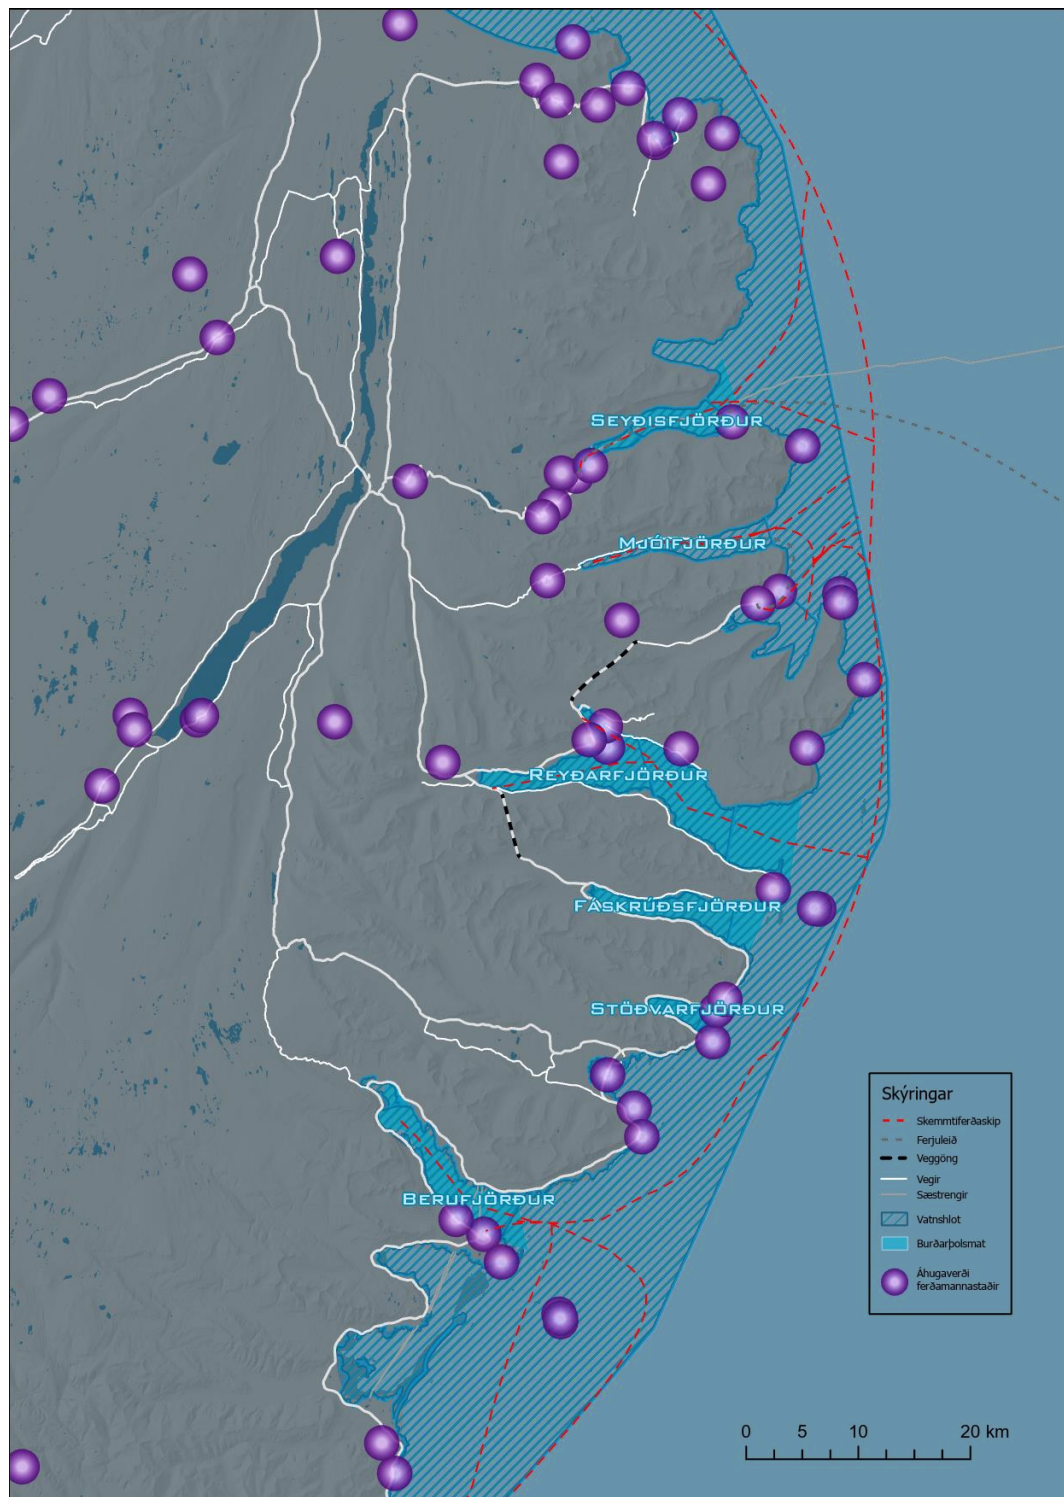 Seyðisfjörður
Mjóifjörður
Reyðarfjörður
Fáskrúðsfjörður
Stöðvarfjörður
Berufjörður
Skýringar
Skemmtiferðaskip
Ferjuleið
Veggöng
Vegir
Sæstrengir
Vatnshlot
Burðarþolsmat
Áhugaverði
ferðamannastaðir
0 5 10 20 km